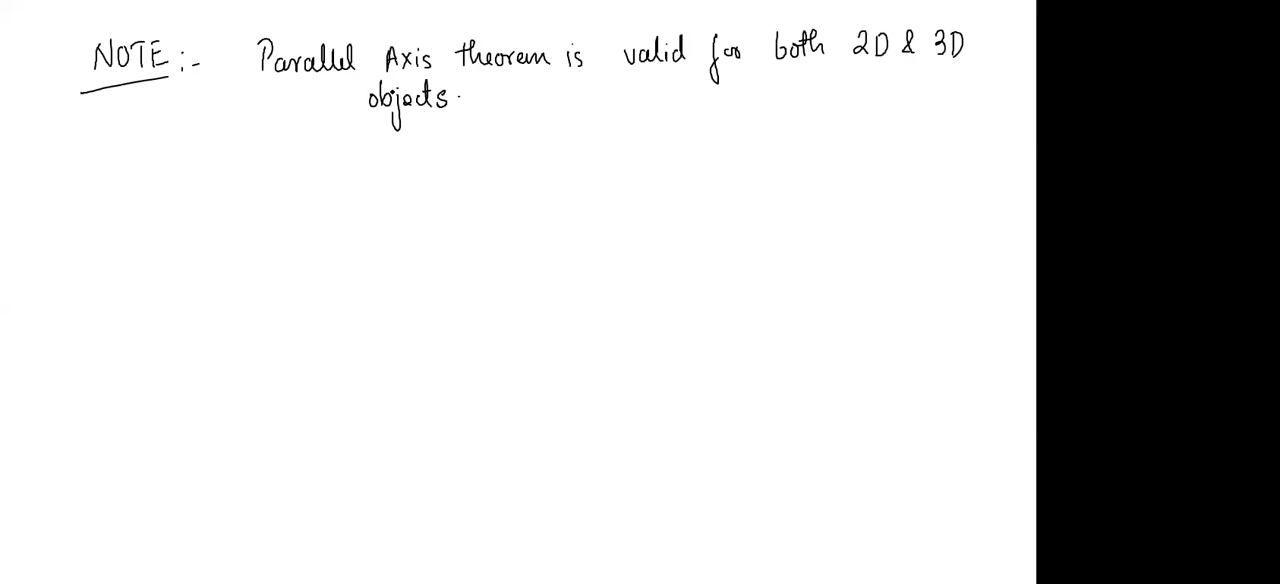 NOTE :- Parallel Axis theorem is valid for both 2D & 3D
objects.